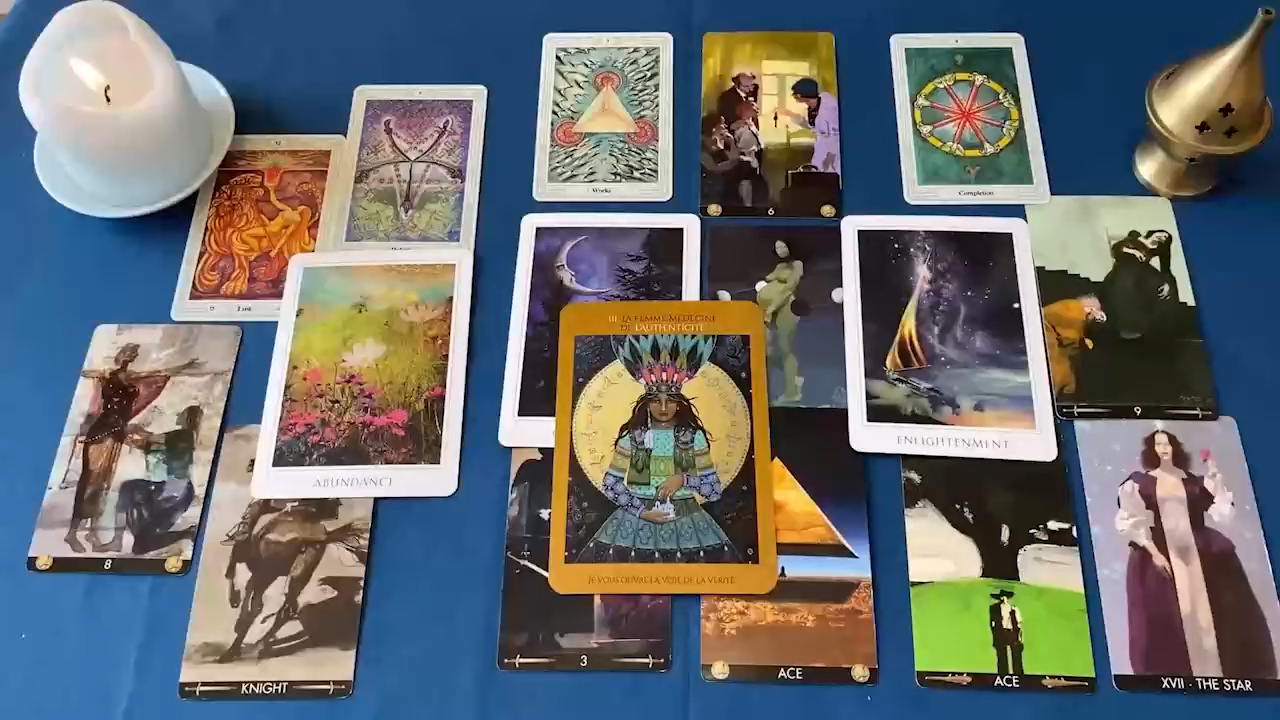 Works
6
Completion
Lust
III LA FEMME MÉDECINE
DE L'AUTHENTICITÉ
ENLIGHTENMENT
9
ABUNDANCE
8
JE VOUS OUVRE LA VOIE DE LA VÉRITÉ
3
ACE
ACE
KNIGHT
XVII - THE STAR